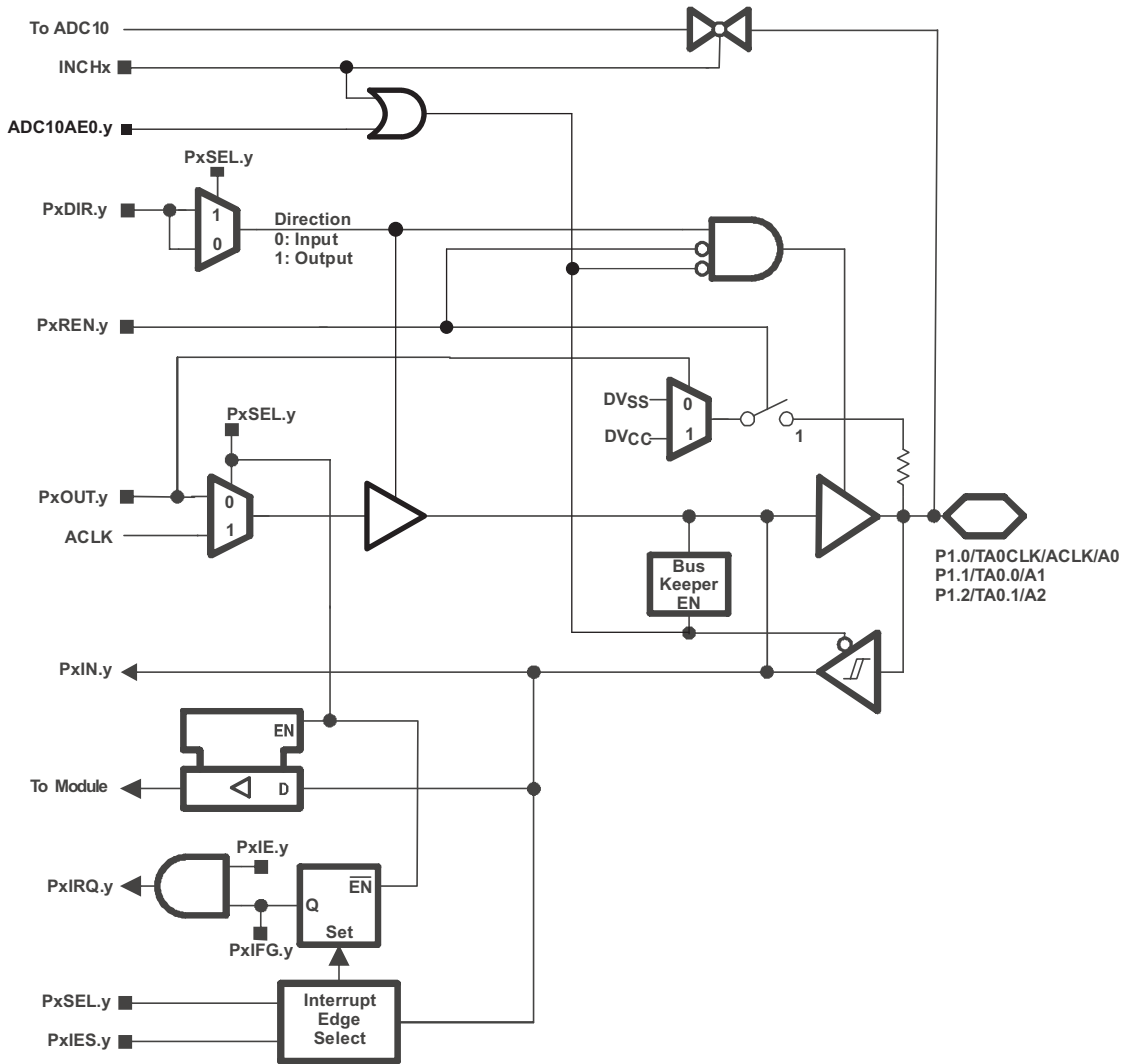 To ADC10
INCHx
ADC10AE0.y
PxSEL.y
PxDIR.y
1
0
Direction
0: Input
1: Output
PxREN.y
DVSS
0
DVCC
1
1
PxSEL.y
PxOUT.y
0
ACLK
1
P1.0/TA0CLK/ACLK/A0
P1.1/TA0.0/A1
P1.2/TA0.1/A2
Bus
Keeper
EN
PxIN.y
EN
To Module
D
PxIE.y
PxIRQ.y
EN
Q
Set
PxIFG.y
PxSEL.y
PxIES.y
Interrupt
Edge
Select